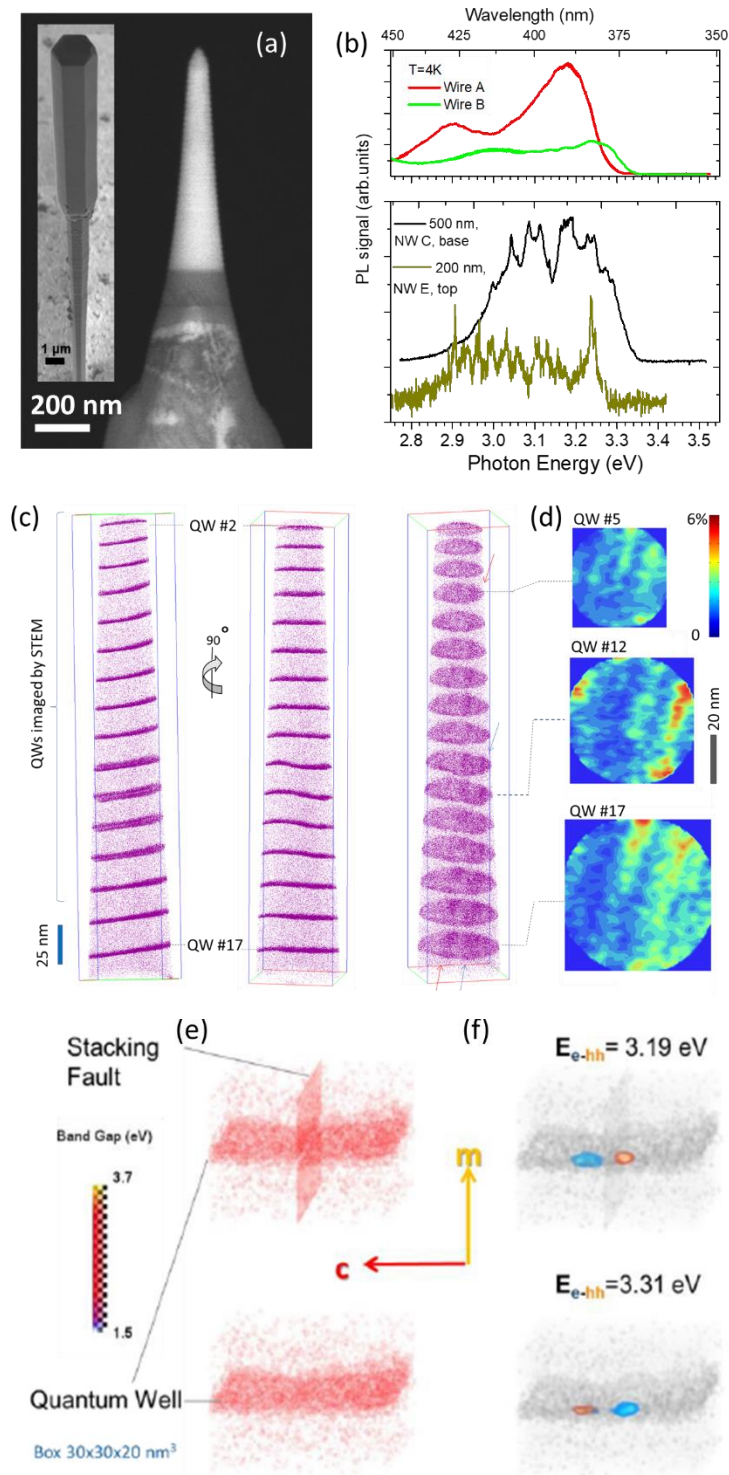 (a)
1 µm
200 nm
(b)
Wavelength (nm)
450 425 400 375 350
T=4K
Wire A
Wire B
PL signal (arb.units)
500 nm,
NW C, base
200 nm,
NW E, top
2.8 2.9 3.0 3.1 3.2 3.3 3.4 3.5
Photon Energy (eV)
(c)
QWs imaged by STEM
QW #2
90 °
QW #17
25 nm
(d)
QW #5
6%
0
QW #12
20 nm
QW #17
(e)
Stacking
Fault
Band Gap (eV)
3.7
1.5
m
c
Quantum Well
Box 30x30x20 nm³
(f)
Ee-hh= 3.19 eV
Ee-hh=3.31 eV